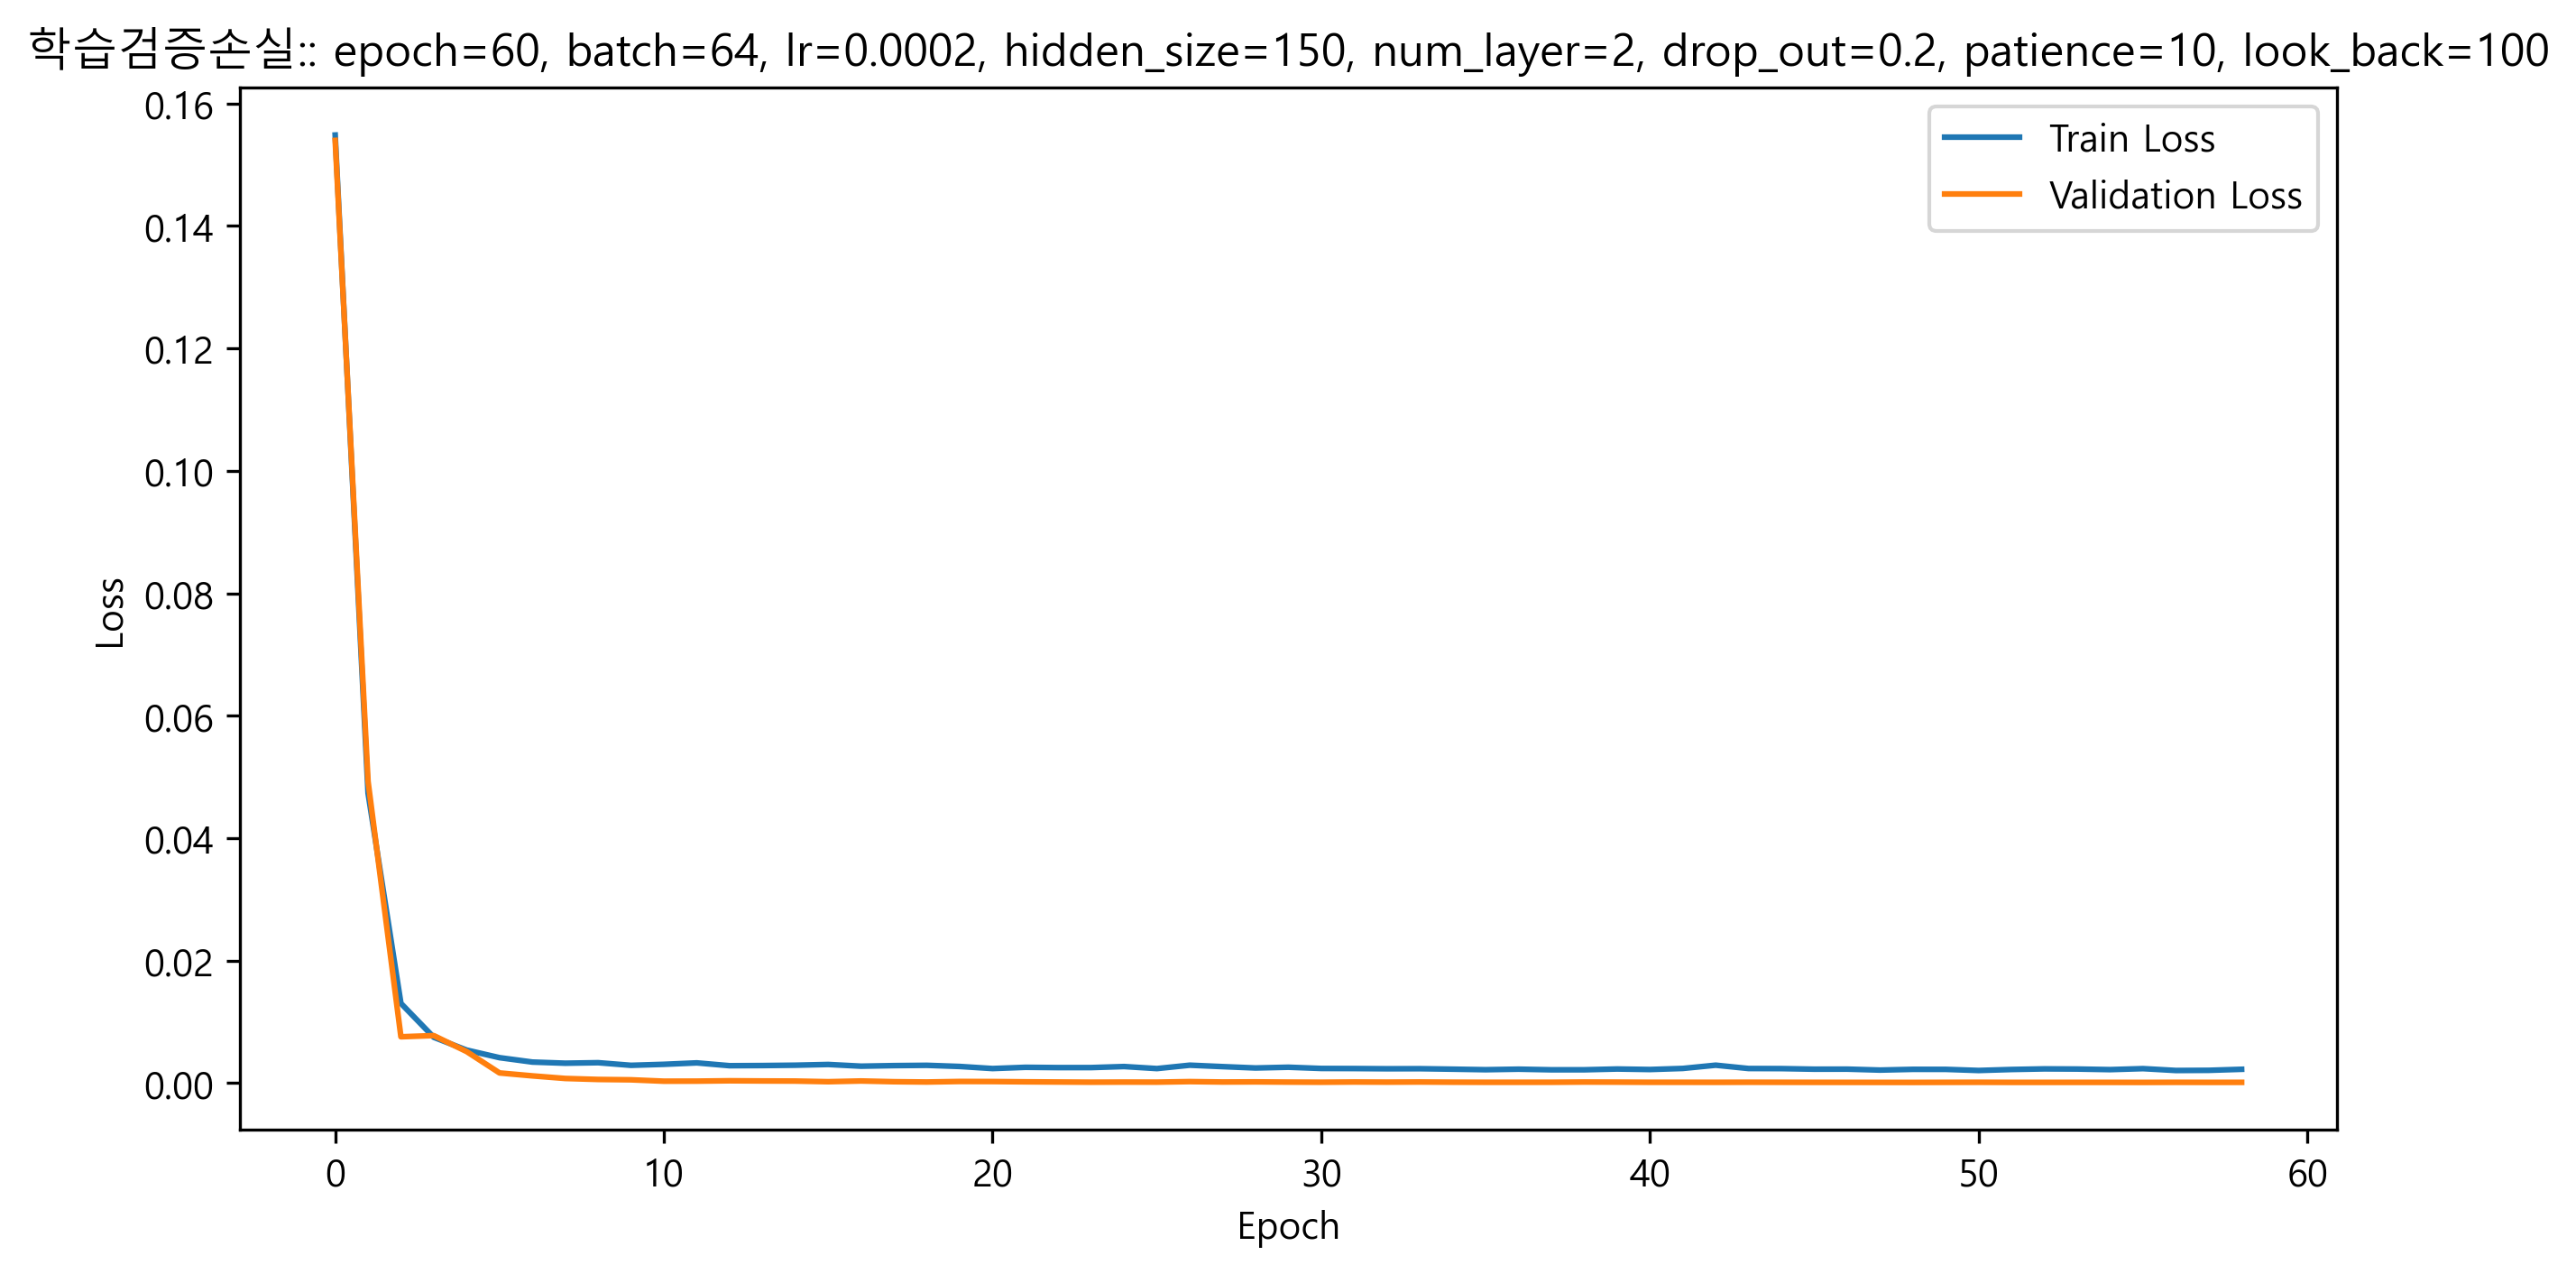 학습검증손실:: epoch=60, batch=64, lr=0.0002, hidden_size=150, num_layer=2, drop_out=0.2, patience=10, look_back=100
Train Loss
Validation Loss
Loss
0.16
0.14
0.12
0.10
0.08
0.06
0.04
0.02
0.00
0 10 20 30 40 50 60
Epoch